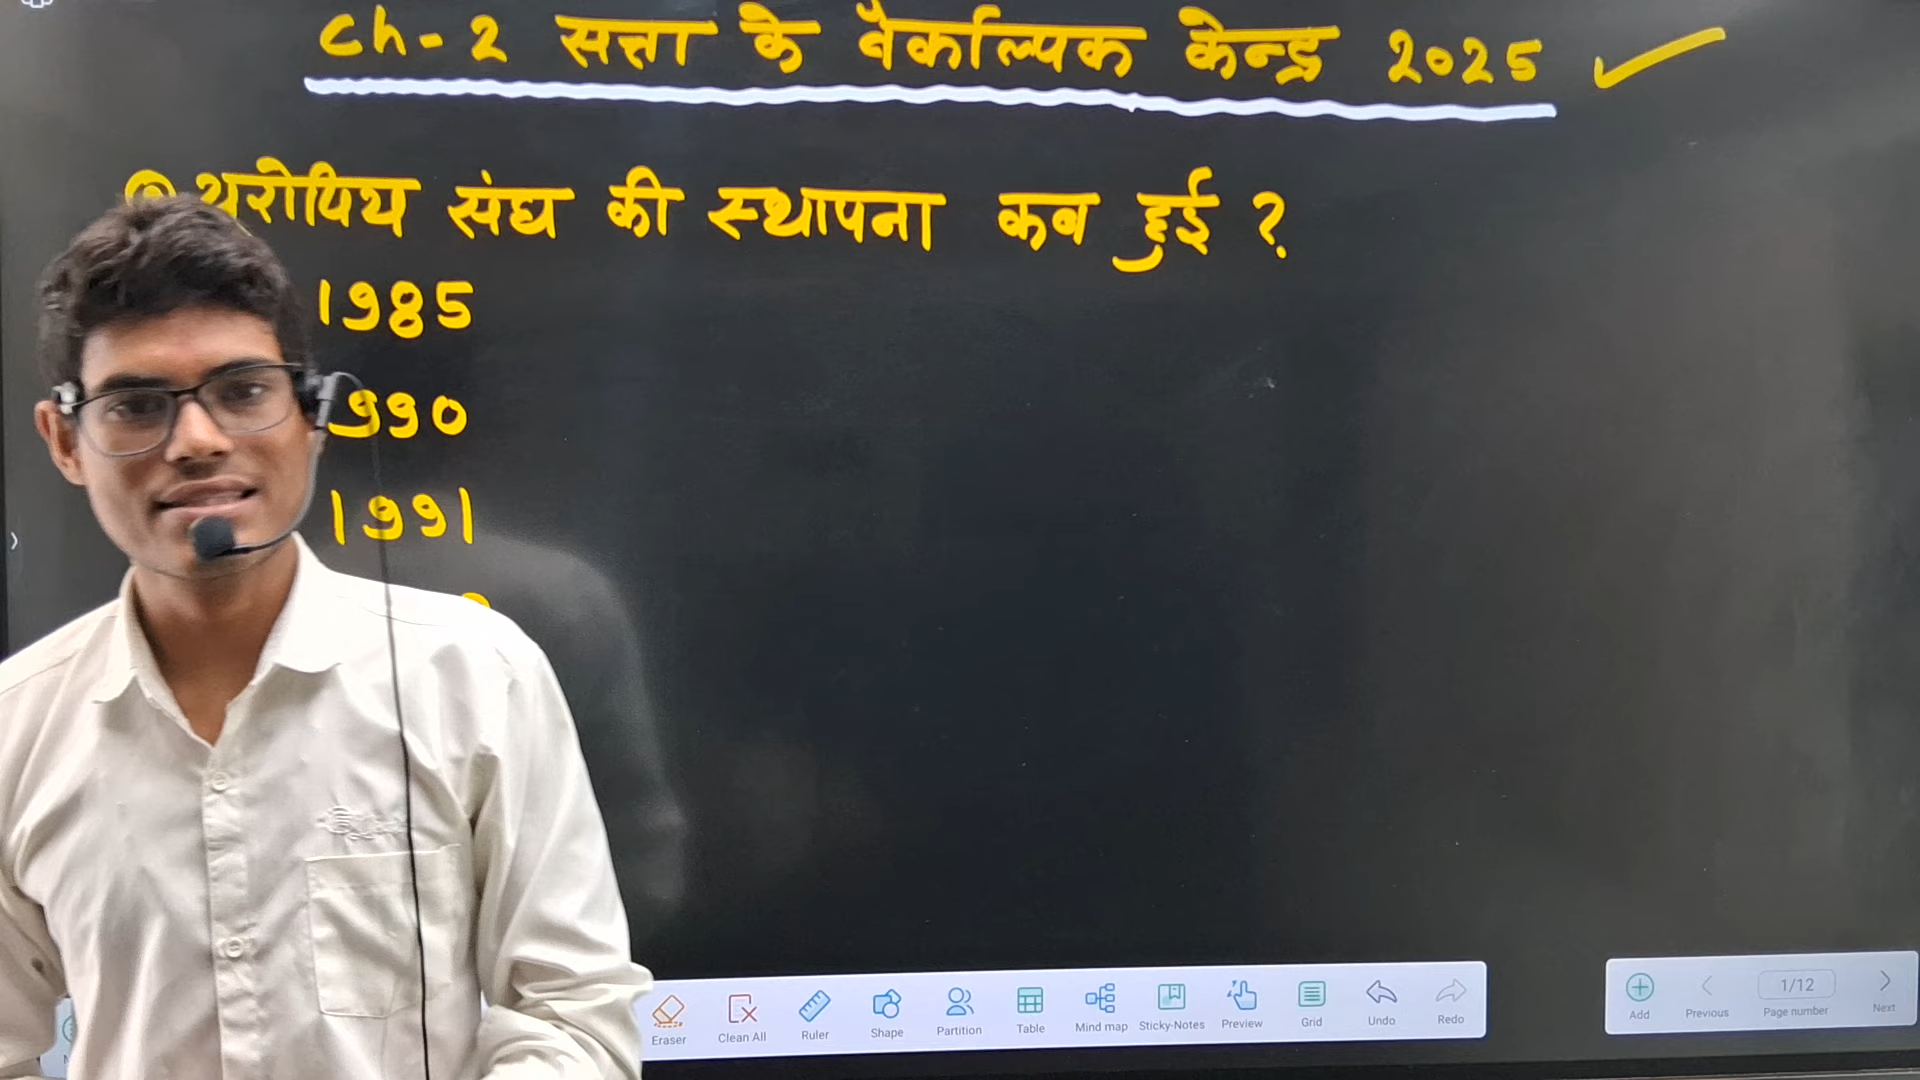 Ch - 2 सत्ता के वैकल्पिक केन्द्र 2025
यूरोपिय संघ की स्थापना कब हुई ?
1985
1990
1991
Eraser
Clean All
Ruler
Shape
Partition
Table
Mind map
Sticky-Notes
Preview
Grid
Undo
Redo
Add
Previous
1/12
Page number
Next